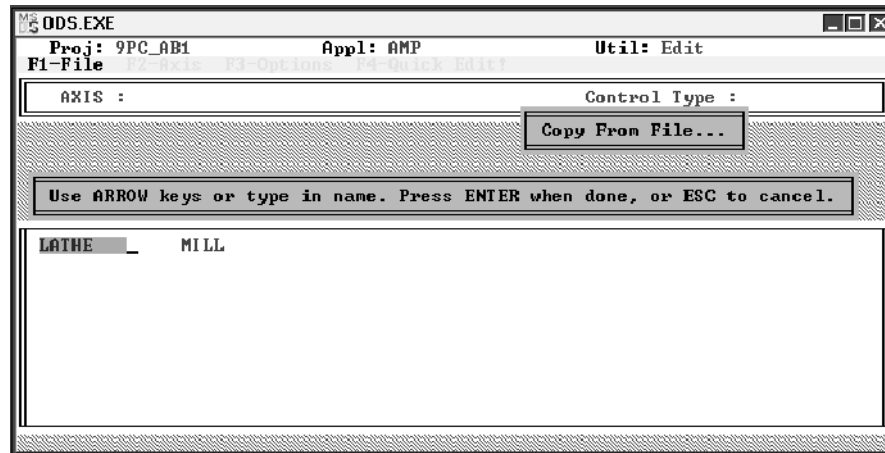 MS DS ODS.EXE
Proj: 9PC_AB1 Appl: AMP Util: Edit
F1-File F2-Axis F3-Options F4-Quick Edit!
AXIS : Control Type :
Copy From File...
Use ARROW keys or type in name. Press ENTER when done, or ESC to cancel.
LATHE _ MILL